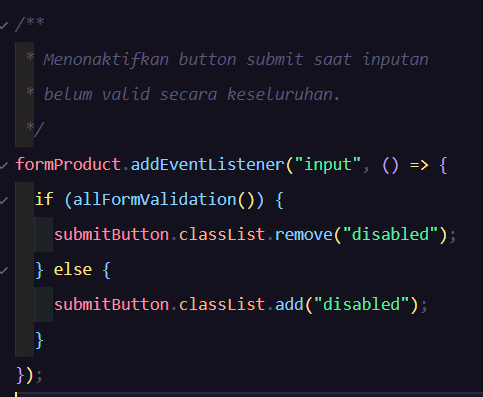 /**
 * Menonaktifkan button submit saat inputan
 * belum valid secara keseluruhan.
 */
formProduct.addEventListener("input", () => {
  if (allFormValidation()) {
    submitButton.classList.remove("disabled");
  } else {
    submitButton.classList.add("disabled");
  }
});